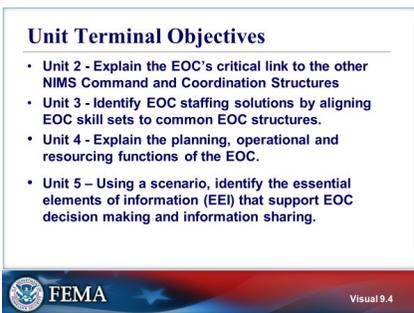 Unit Terminal Objectives
• Unit 2 - Explain the EOC's critical link to the other
NIMS Command and Coordination Structures
• Unit 3 - Identify EOC staffing solutions by aligning
EOC skill sets to common EOC structures.
• Unit 4 - Explain the planning, operational and
resourcing functions of the EOC.
• Unit 5 – Using a scenario, identify the essential
elements of information (EEI) that support EOC
decision making and information sharing.
FEMA
Visual 9.4